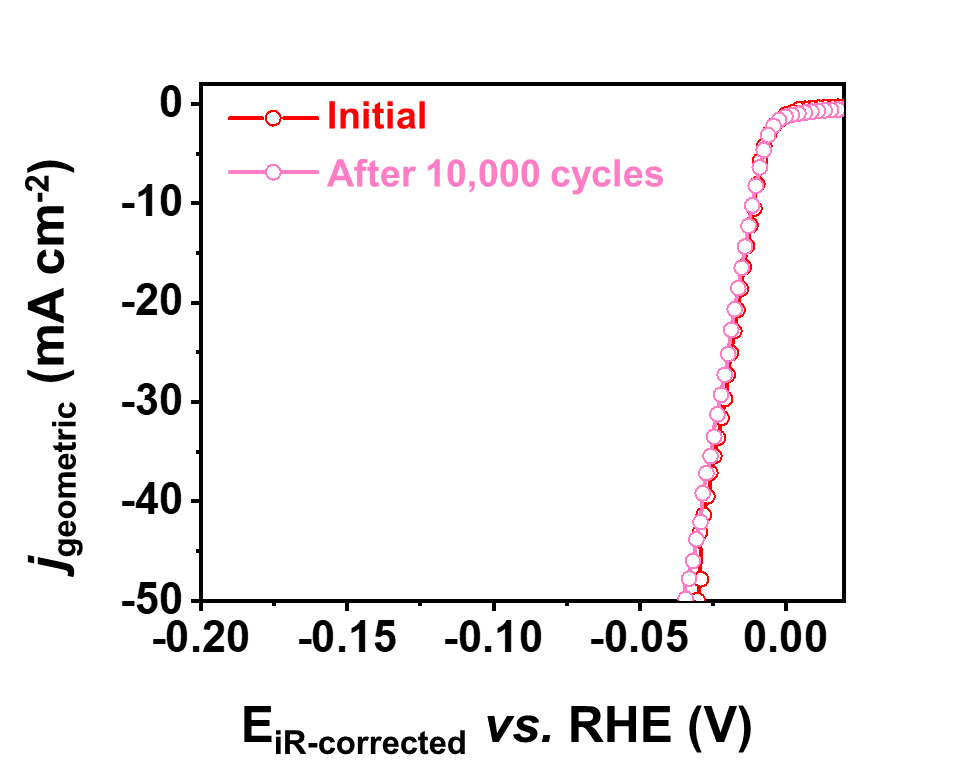 Initial
After 10,000 cycles
0
-10
-20
-30
-40
-50
-0.20
-0.15
-0.10
-0.05
0.00
j geometric (mA cm-2)
EiR-corrected vs. RHE (V)